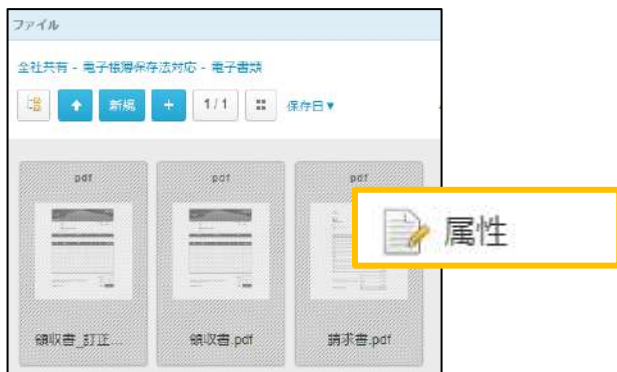 ファイル
全社共有 - 電子帳簿保存法対応 - 電子書類
新規 + 1/1 保存日▼
pdf pdf pdf
属性
領収書_訂正... 領収書.pdf 請求書.pdf